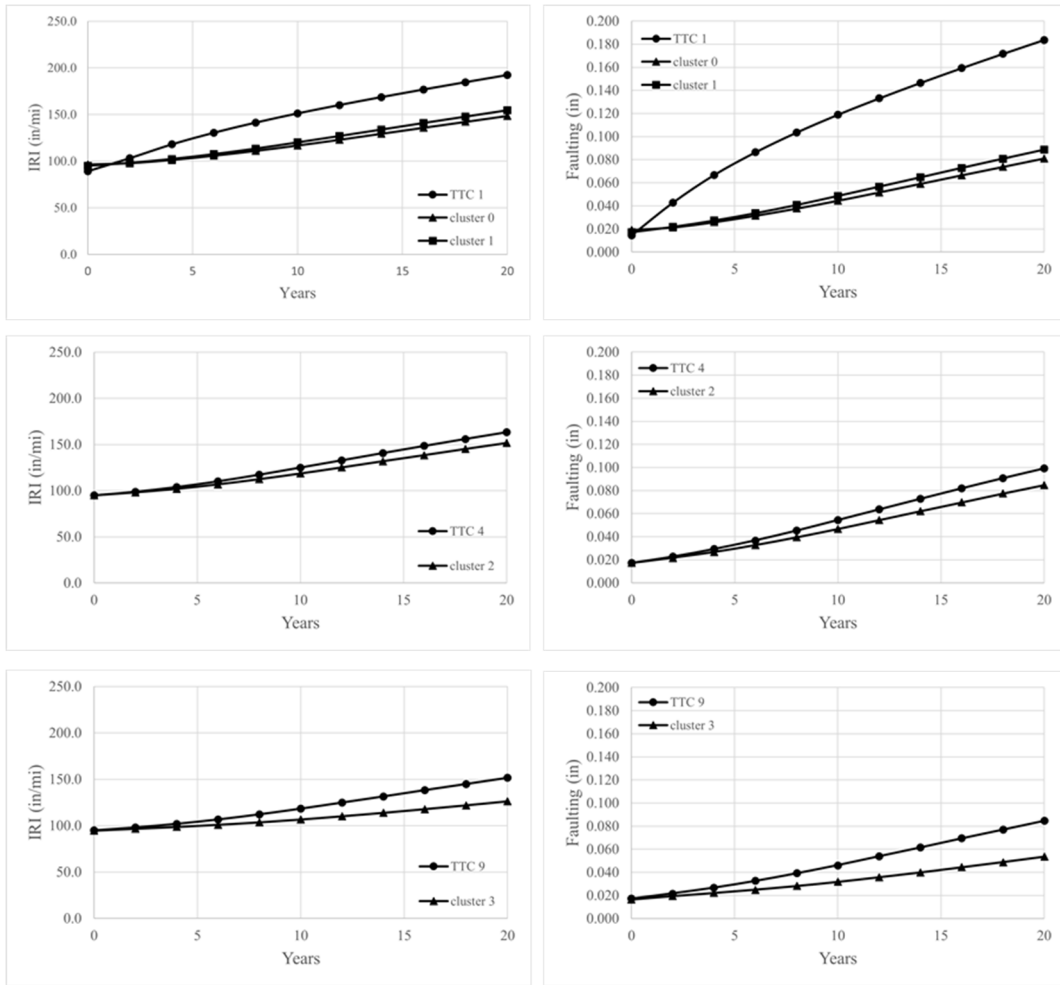 250.0
200.0
150.0
100.0
50.0
0.0
IRI (in/mi)
TTC 1
cluster 0
cluster 1
0 5 10 15 20
Years
0.200
0.180
0.160
0.140
0.120
0.100
0.080
0.060
0.040
0.020
0.000
Faulting (in)
TTC 1
cluster 0
cluster 1
0 5 10 15 20
Years
250.0
200.0
150.0
100.0
50.0
0.0
IRI (in/mi)
TTC 4
cluster 2
0 5 10 15 20
Years
0.200
0.180
0.160
0.140
0.120
0.100
0.080
0.060
0.040
0.020
0.000
Faulting (in)
TTC 4
cluster 2
0 5 10 15 20
Years
250.0
200.0
150.0
100.0
50.0
0.0
IRI (in/mi)
TTC 9
cluster 3
0 5 10 15 20
Years
0.200
0.180
0.160
0.140
0.120
0.100
0.080
0.060
0.040
0.020
0.000
Faulting (in)
TTC 9
cluster 3
0 5 10 15 20
Years